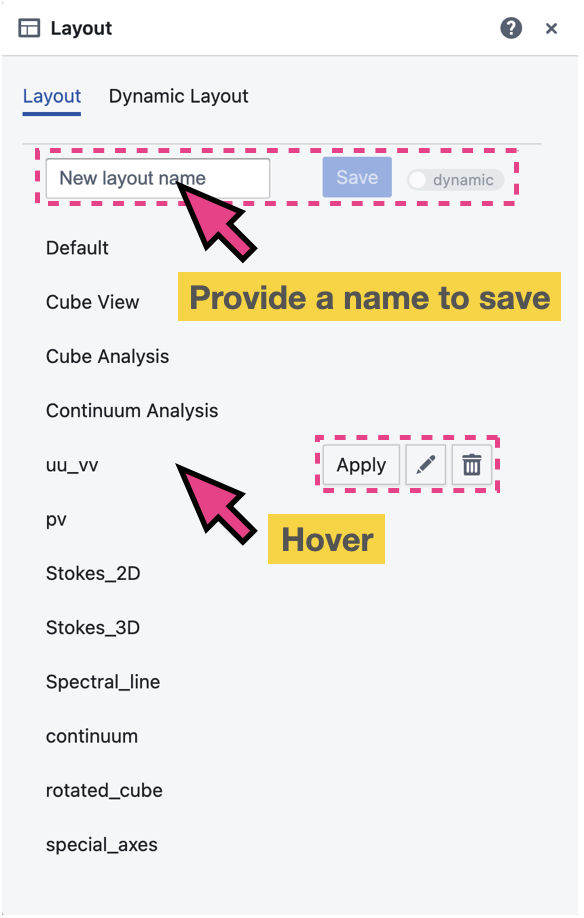 Layout
Layout Dynamic Layout
New layout name Save dynamic
Default
Provide a name to save
Cube View
Cube Analysis
Continuum Analysis
uu_vv Apply
pv
Hover
Stokes_2D
Stokes_3D
Spectral_line
continuum
rotated_cube
special_axes